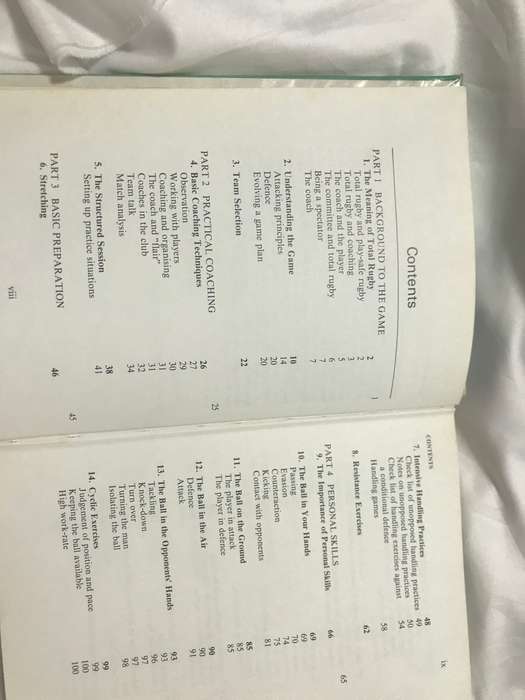 Contents
PART 1 BACKGROUND TO THE GAME 1
1. The Meaning of Total Rugby 2
Total rugby and play-safe rugby 2
Total rugby and coaching 3
The coach and the player 5
The committee and total rugby 6
Being a spectator 7
The coach 7
2. Understanding the Game 10
Attacking principles 14
Defence 20
Evolving a game plan 20
3. Team Selection 22
PART 2 PRACTICAL COACHING 25
4. Basic Coaching Techniques 26
Observation 27
Working with players 29
Coaching and organising 30
The coach and "flair" 31
Coaches in the club 31
Team talk 32
Match analysis 34
5. The Structured Session 38
Setting up practice situations 41
PART 3 BASIC PREPARATION 45
6. Stretching 46
viii
CONTENTS ix
7. Intensive Handling Practices 48
Check list of unopposed handling practices 49
Notes on unopposed handling practices 50
Check list of handling exercises against
a conditional defence 54
Handling games 58
8. Resistance Exercises 62
PART 4 PERSONAL SKILLS 65
9. The Importance of Personal Skills 66
10. The Ball in Your Hands 69
Passing 69
Evasion 70
Counteraction 74
Kicking 75
Contact with opponents 81
11. The Ball on the Ground 85
The player in attack 85
The player in defence 85
12. The Ball in the Air 90
Defence 90
Attack 91
13. The Ball in the Opponents' Hands 93
Tackling 93
Knock-down 96
Turn over 97
Turning the man 97
Isolating the ball 98
14. Cyclic Exercises 99
Judgement of position and pace 99
Keeping the ball available 100
High work-rate 100